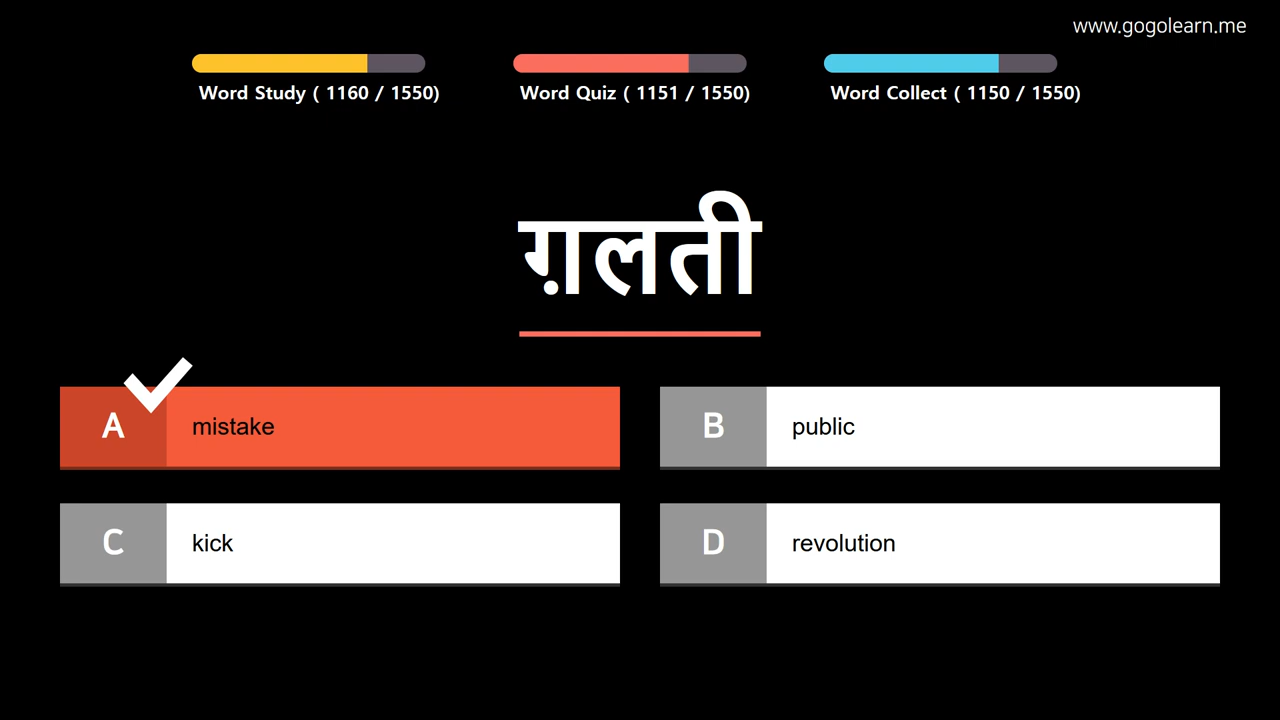 www.gogolearn.me
Word Study ( 1160 / 1550)
Word Quiz ( 1151 / 1550)
Word Collect ( 1150 / 1550)
ग़लती
A mistake
B public
C kick
D revolution